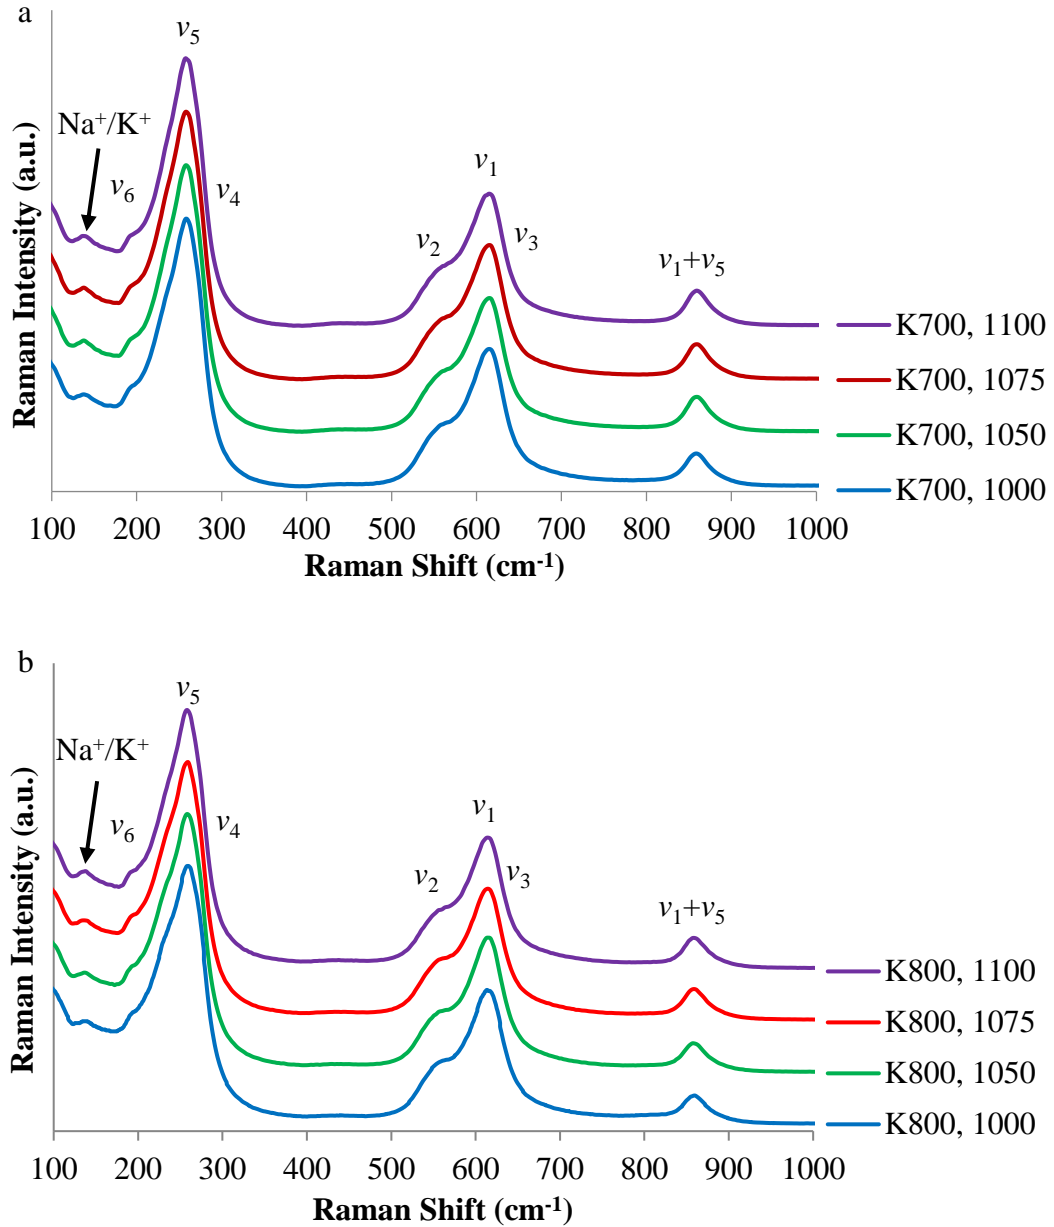 a
v5
Na+/K+
v6
v4
v1
v2
v3
v1+v5
Raman Intensity (a.u.)
K700, 1100
K700, 1075
K700, 1050
K700, 1000
100 200 300 400 500 600 700 800 900 1000
Raman Shift (cm-1)
b
v5
Na+/K+
v6
v4
v1
v2
v3
v1+v5
Raman Intensity (a.u.)
K800, 1100
K800, 1075
K800, 1050
K800, 1000
100 200 300 400 500 600 700 800 900 1000
Raman Shift (cm-1)